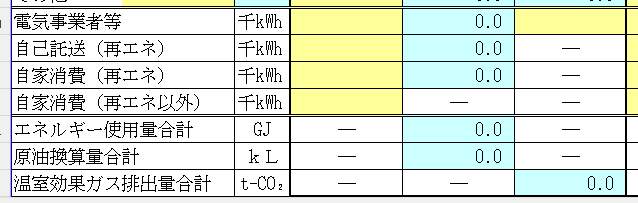 電気事業者等 千kWh 0.0
自己託送（再エネ） 千kWh 0.0 ―
自家消費（再エネ） 千kWh 0.0 ―
自家消費（再エネ以外） 千kWh ― ―
エネルギー使用量合計 GJ ― 0.0 ―
原油換算量合計 kL ― 0.0 ―
温室効果ガス排出量合計 t-CO₂ ― ― 0.0